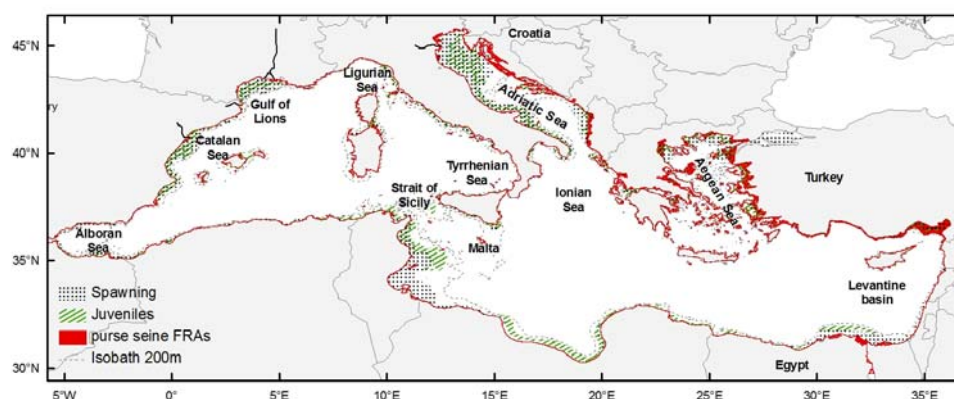 45°N
40°N
35°N
30°N
ry
Croatia
Ligurian
Sea
Gulf of
Lions
Adriatic Sea
Catalan
Sea
Tyrrhenian
Sea
Aegean Sea
Turkey
Strait of
Sicily
Ionian
Sea
Alboran
Sea
Malta
Levantine
basin
Egypt
Spawning
Juveniles
purse seine FRAs
Isobath 200m
5°W
0°
5°E
10°E
15°E
20°E
25°E
30°E
35°E